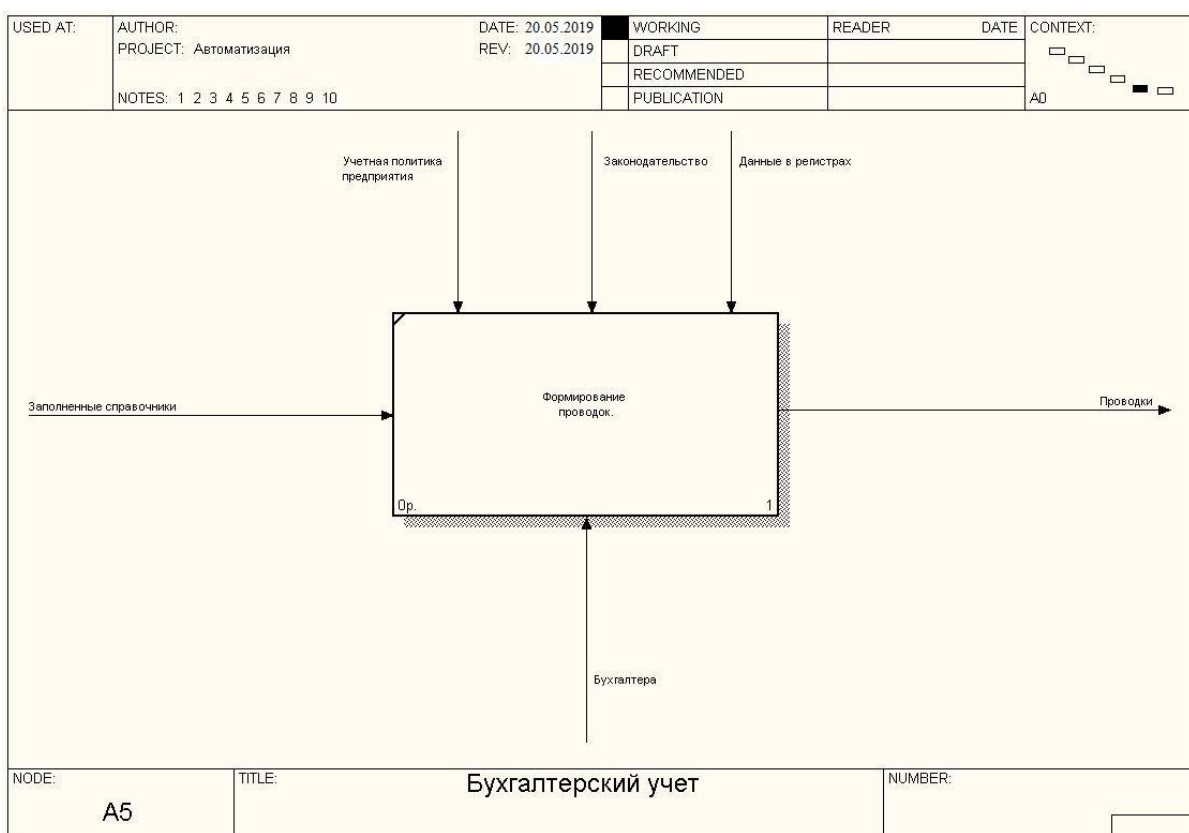 USED AT:
AUTHOR:
DATE: 20.05.2019
WORKING
READER
DATE
CONTEXT:
PROJECT: Автоматизация
REV: 20.05.2019
DRAFT
RECOMMENDED
NOTES: 1 2 3 4 5 6 7 8 9 10
PUBLICATION
A0
Учетная политика
предприятия
Законодательство
Данные в регистрах
Заполненные справочники
Формирование
проводок.
Проводки
0р.
1
Бухгалтера
NODE:
TITLE:
Бухгалтерский учет
NUMBER:
A5